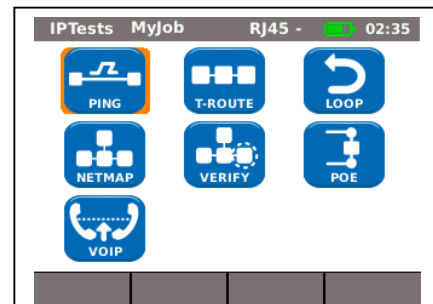 IPTests MyJob RJ45 - 02:35
PING T-ROUTE LOOP
NETMAP VERIFY POE
VOIP